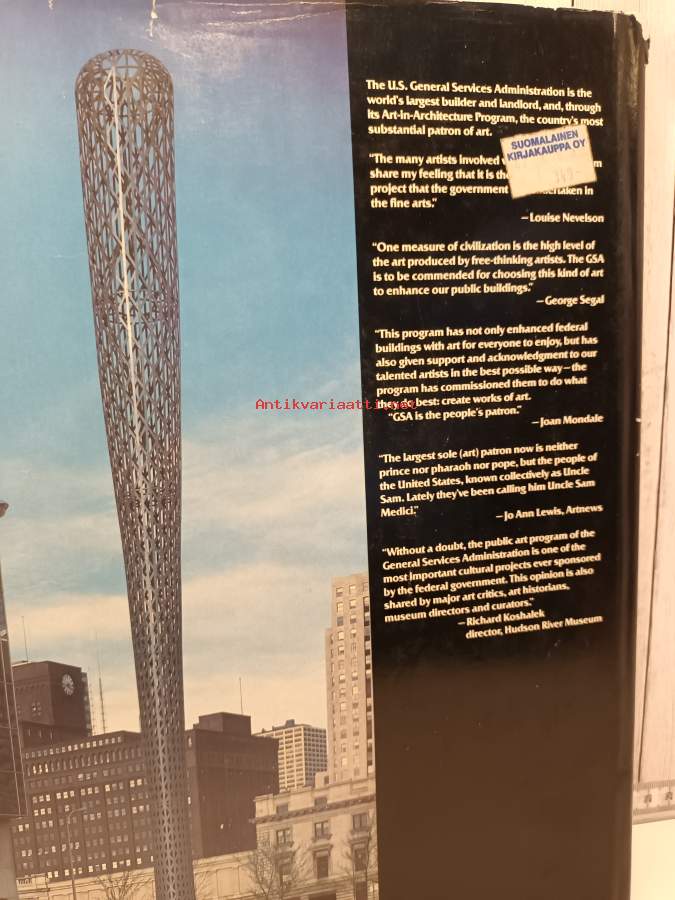 The U.S. General Services Administration is the
world's largest builder and landlord, and, through
its Art-in-Architecture Program, the country's most
substantial patron of art.
SUOMALAINEN
KIRJAKAUPPA OY
"The many artists involved
share my feeling that it is the
project that the government
in
the fine arts."
—Louise Nevelson
"One measure of civilization is the high level of
the art produced by free-thinking artists. The GSA
is to be commended for choosing this kind of art
to enhance our public buildings."
—George Segal
"This program has not only enhanced federal
buildings with art for everyone to enjoy, but has
also given support and acknowledgment to our
talented artists in the best possible way—the
program has commissioned them to do what
they do best: create works of art.
"GSA is the people's patron."
—Joan Mondale
Antikvariaatti.net
"The largest sole (art) patron now is neither
prince nor pharaoh nor pope, but the people of
the United States, known collectively as Uncle
Sam. Lately they've been calling him Uncle Sam
Medici."
—Jo Ann Lewis, Artnews
"Without a doubt, the public art program of the
General Services Administration is one of the
most important cultural projects ever sponsored
by the federal government. This opinion is also
shared by major art critics, art historians,
museum directors and curators."
—Richard Koshalek
director, Hudson River Museum